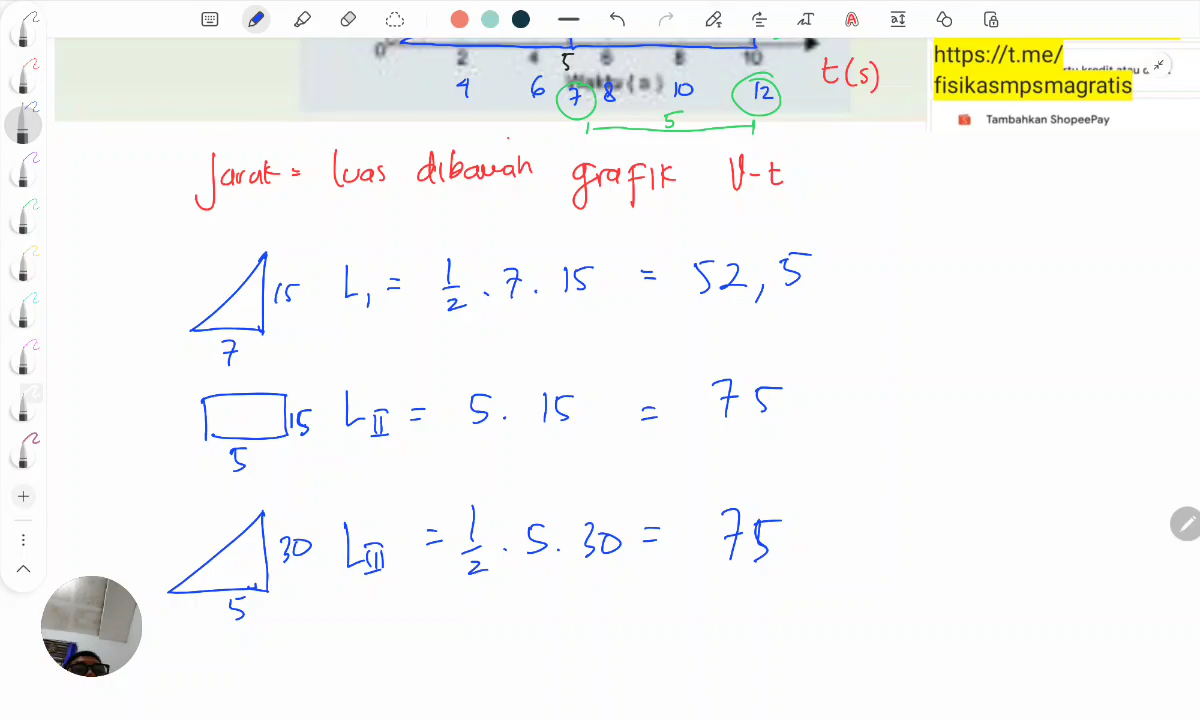 0 2 4 5 6 8 10
4 6 7 8 10 12 t(s)
5
https://t.me/
fisikasmpsmagratis
Tambahkan ShopeePay
Jarak = luas dibawah grafik V-t
15 L₁ = 1/2 . 7 . 15 = 52,5
7
15 L II = 5 . 15 = 75
5
30 L III = 1/2 . 5 . 30 = 75
5